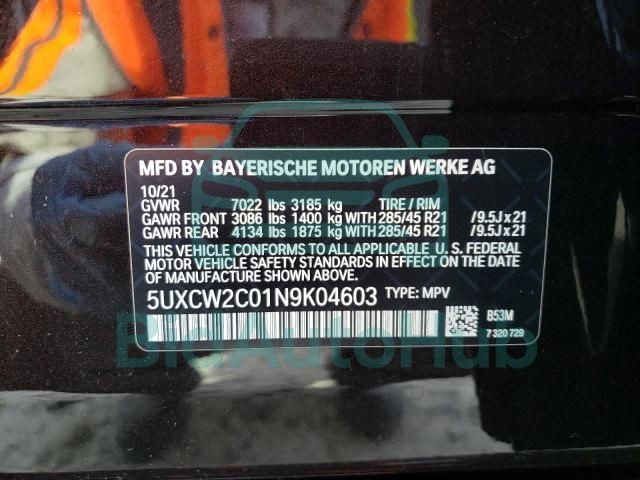 MFD BY BAYERISCHE MOTOREN WERKE AG
10/21
GVWR 7022 lbs 3185 kg TIRE / RIM
GAWR FRONT 3086 lbs 1400 kg WITH 285/45 R21 / 9.5J x 21
GAWR REAR 4134 lbs 1875 kg WITH 285/45 R21 / 9.5J x 21
THIS VEHICLE CONFORMS TO ALL APPLICABLE U. S. FEDERAL
MOTOR VEHICLE SAFETY STANDARDS IN EFFECT ON THE DATE OF
MANUFACTURE SHOWN ABOVE.
5UXCW2C01N9K04603 TYPE: MPV
B53M
7 320 729
BidAutoHub